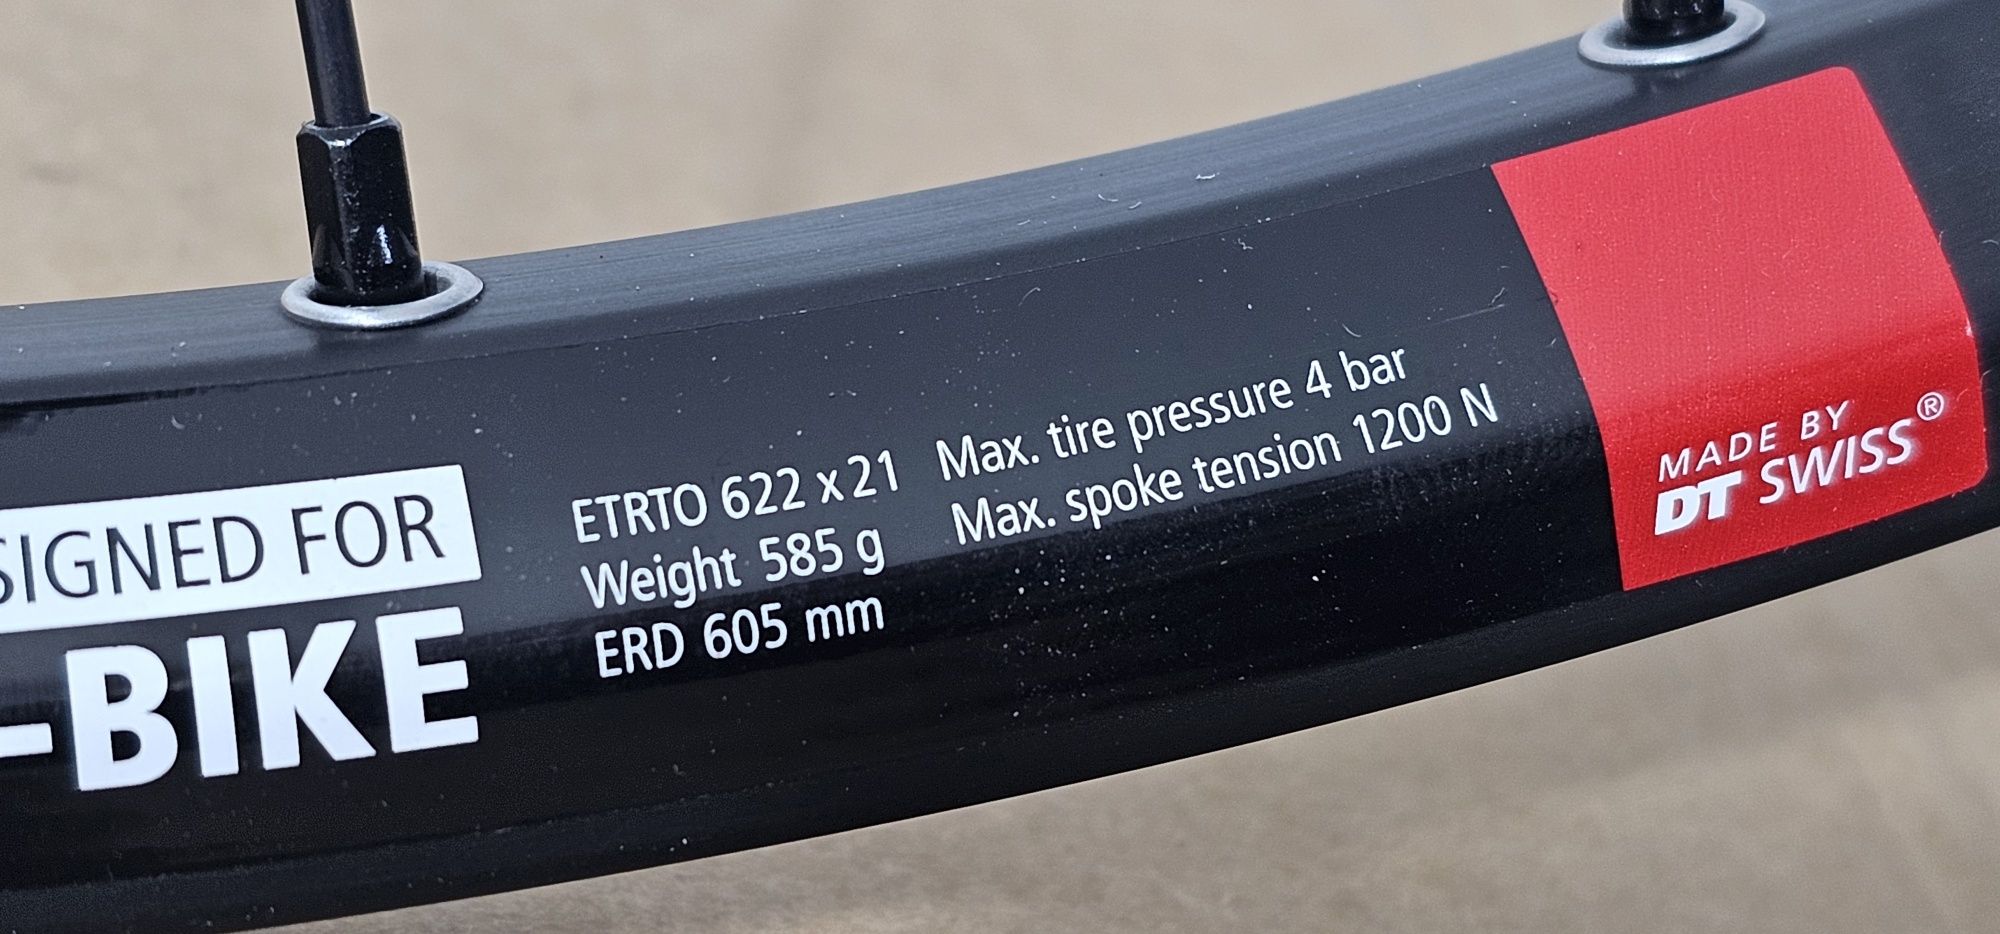 SIGNED FOR
-BIKE
ETRTO 622 x 21
Weight 585 g
ERD 605 mm
Max. tire pressure 4 bar
Max. spoke tension 1200 N
MADE BY
DT SWISS®